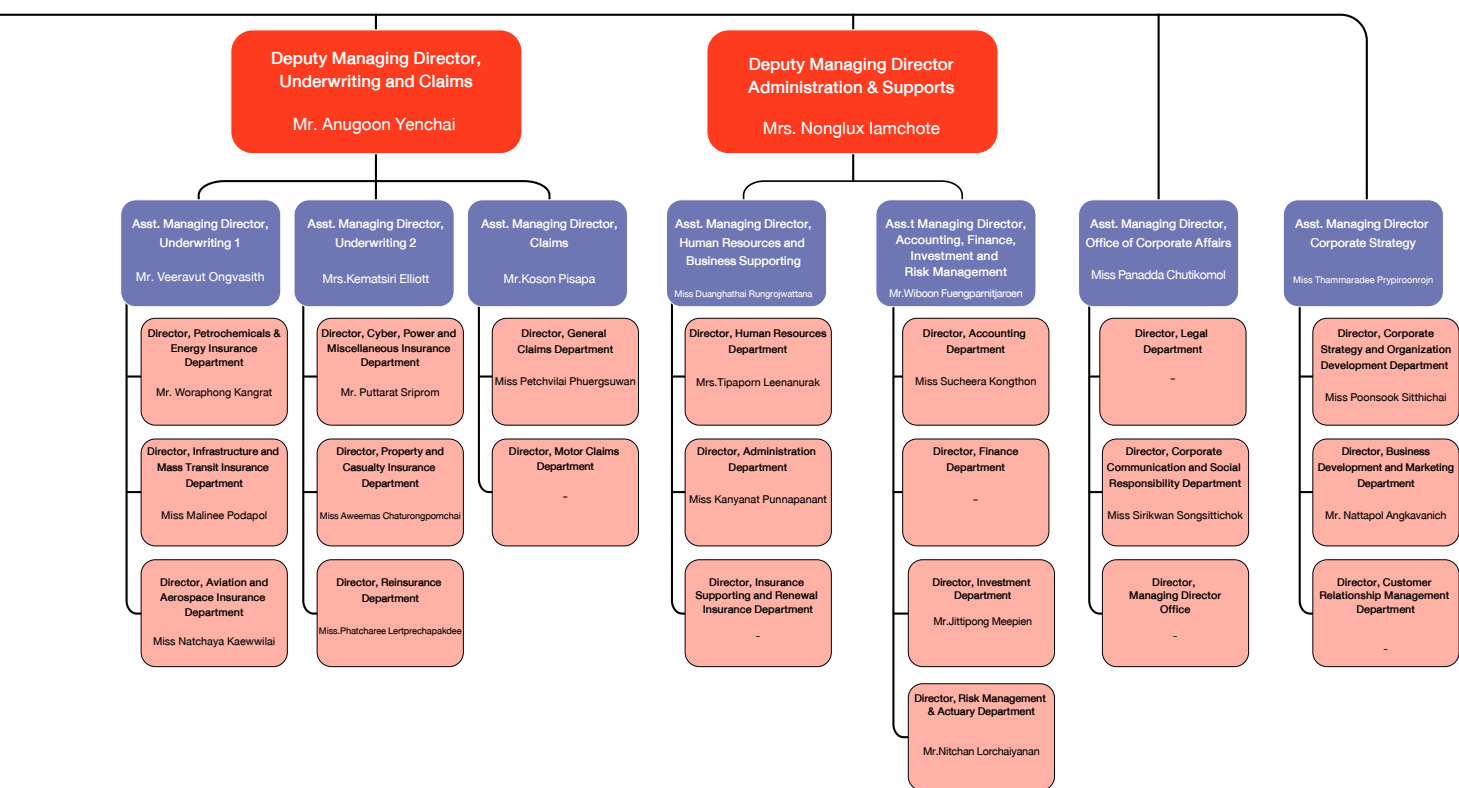 Deputy Managing Director,
Underwriting and Claims
Mr. Anugoon Yenchai
Deputy Managing Director
Administration & Supports
Mrs. Nonglux Iamchote
Asst. Managing Director,
Underwriting 1
Mr. Veeravut Ongvasith
Asst. Managing Director,
Underwriting 2
Mrs.Kematsiri Elliott
Asst. Managing Director,
Claims
Mr.Koson Pisapa
Asst. Managing Director,
Human Resources and
Business Supporting
Miss Duanghathai Rungrojwattana
Ass.t Managing Director,
Accounting, Finance,
Investment and
Risk Management
Mr.Wiboon Fuengparnitjaroen
Asst. Managing Director,
Office of Corporate Affairs
Miss Panadda Chutikomol
Asst. Managing Director
Corporate Strategy
Miss Thammaradee Prypiroonrojn
Director, Petrochemicals &
Energy Insurance
Department
Mr. Woraphong Kangrat
Director, Cyber, Power and
Miscellaneous Insurance
Department
Mr. Puttarat Sriprom
Director, General
Claims Department
Miss Petchvilai Phuergsuwan
Director, Human Resources
Department
Mrs.Tipaporn Leenanurak
Director, Accounting
Department
Miss Sucheera Kongthon
Director, Legal
Department
-
Director, Corporate
Strategy and Organization
Development Department
Miss Poonsook Sitthichai
Director, Infrastructure and
Mass Transit Insurance
Department
Miss Malinee Podapol
Director, Property and
Casualty Insurance
Department
Miss Aweemas Chaturongpornchai
Director, Motor Claims
Department
-
Director, Administration
Department
Miss Kanyanat Punnapanant
Director, Finance
Department
-
Director, Corporate
Communication and Social
Responsibility Department
Miss Sirikwan Songsittichok
Director, Business
Development and Marketing
Department
Mr. Nattapol Angkavanich
Director, Aviation and
Aerospace Insurance
Department
Miss Natchaya Kaewwilai
Director, Reinsurance
Department
Miss.Phatcharee Lertprechapakdee
Director, Insurance
Supporting and Renewal
Insurance Department
-
Director, Investment
Department
Mr.Jittipong Meepien
Director,
Managing Director
Office
-
Director, Customer
Relationship Management
Department
-
Director, Risk Management
& Actuary Department
Mr.Nitchan Lorchaiyanan